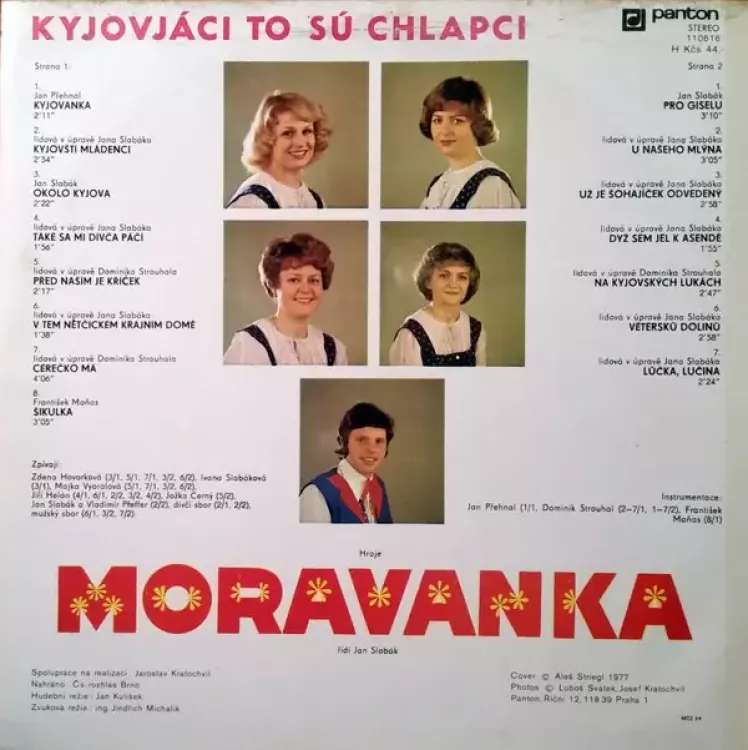 KYJOVJÁCI TO SÚ CHLAPCI
panton
STEREO
110616
H Kčs 44,-
Strana 1
1.
Jan Přehnal
KYJOVANKA
2'11"
2.
lidová v úpravě Jana Slabáka
KYJOVŠTÍ MLÁDENCI
2'54"
3.
Jan Slabák
OKOLO KYJOVA
2'22"
4.
lidová v úpravě Jana Slabáka
TAKÉ SA MI DÍVČA PÁČÍ
1'56"
5.
lidová v úpravě Dominika Strouhala
PŘED NAŠIM JE KŘÍČEK
2'17"
6.
lidová v úpravě Jana Slabáka
V TEM NĚTČICKÉM KRAJNÍM DOMĚ
1'38"
7.
lidová v úpravě Dominika Strouhala
CÉREČKO MÁ
4'06"
8.
František Maňas
ŠIKULKA
3'05"
Strana 2
1.
Jan Slabák
PRO GISELU
3'10"
2.
lidová v úpravě Jana Slabáka
U NAŠEHO MLÝNA
3'05"
3.
lidová v úpravě Jana Slabáka
UŽ JE ŠOHAJÍČEK ODVEDENÝ
2'58"
4.
lidová v úpravě Jana Slabáka
DYŽ SEM JEL K ASENDĚ
1'55"
5.
lidová v úpravě Dominika Strouhala
NA KYJOVSKÝCH LUKÁCH
2'47"
6.
lidová v úpravě Jana Slabáka
VĚTERSKÚ DOLINÚ
2'58"
7.
lidová v úpravě Jana Slabáka
LÚČKA, LUČINA
2'24"
Zpívají:
Zdena Hovorková (3/1, 5/1, 7/1, 3/2, 6/2), Ivana Slabáková
(3/1), Majka Vyoralová (5/1, 7/1, 3/2, 6/2),
Jiří Helán (4/1, 6/1, 2/2, 3/2, 4/2), Jožka Černý (5/2),
Jan Slabák a Vladimír Pfeffer (2/2), dívčí sbor (2/1, 2/2),
mužský sbor (6/1, 3/2, 7/2)
Instrumentace:
Jan Přehnal (1/1, Dominik Strouhal (2–7/1, 1–7/2), František
Maňas (8/1)
Hraje
MORAVANKA
řídí Jan Slabák
Spolupráce na realizaci Jaroslav Kratochvíl
Nahráno: Čs. rozhlas Brno
Hudební režie: Jan Kulíšek
Zvuková režie: ing. Jindřich Michalík
Cover © Aleš Striegl 1977
Photos © Luboš Svátek, Josef Kratochvíl
Panton, Říční 12, 118 39 Praha 1